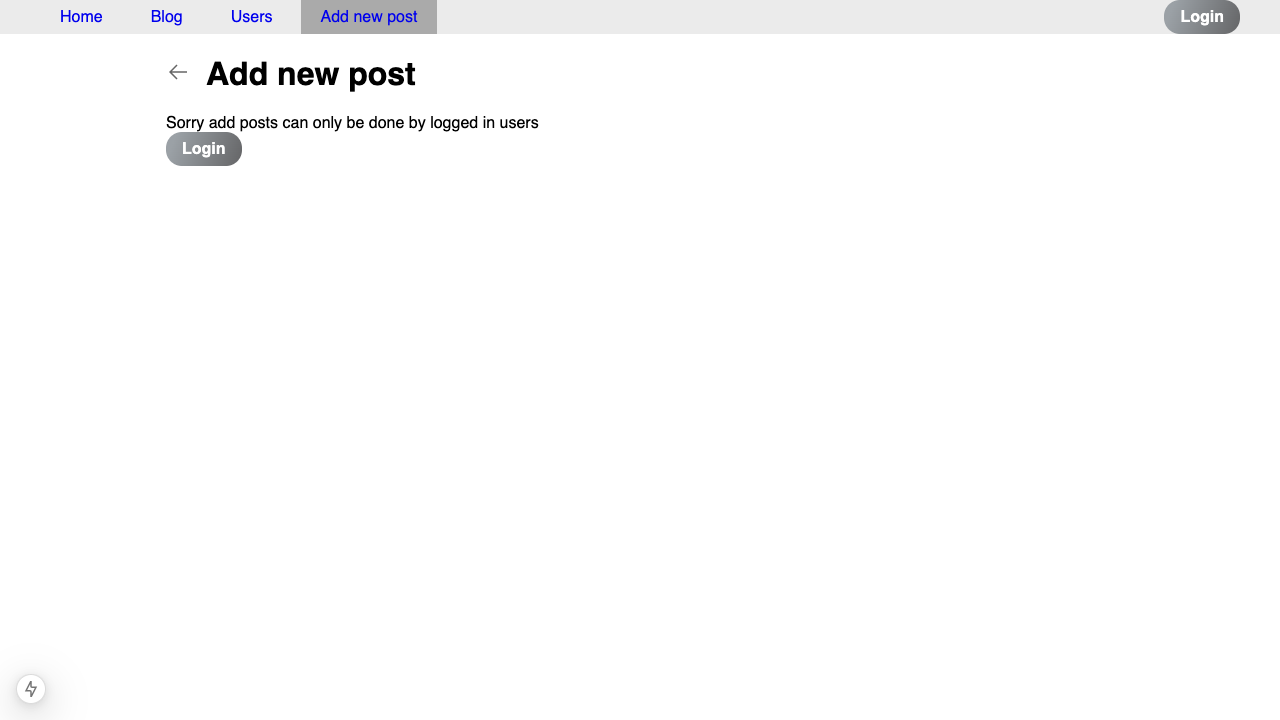 Home Blog Users Add new post Login
Add new post
Sorry add posts can only be done by logged in users
Login